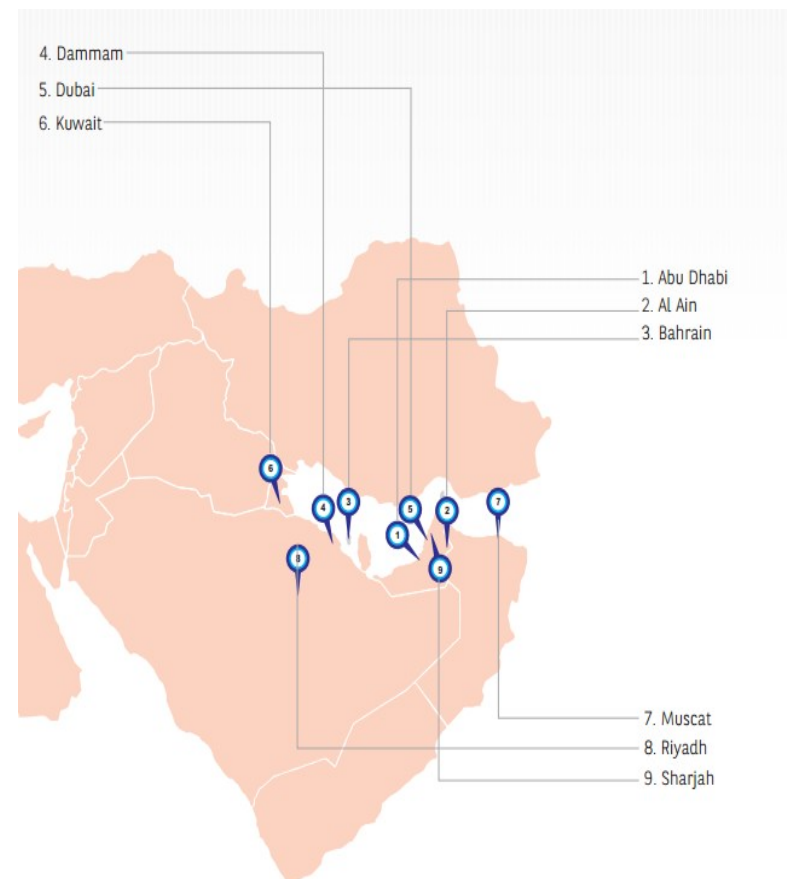 4. Dammam
5. Dubai
6. Kuwait
1. Abu Dhabi
2. Al Ain
3. Bahrain
6
4
3
5
2
7
1
8
9
7. Muscat
8. Riyadh
9. Sharjah